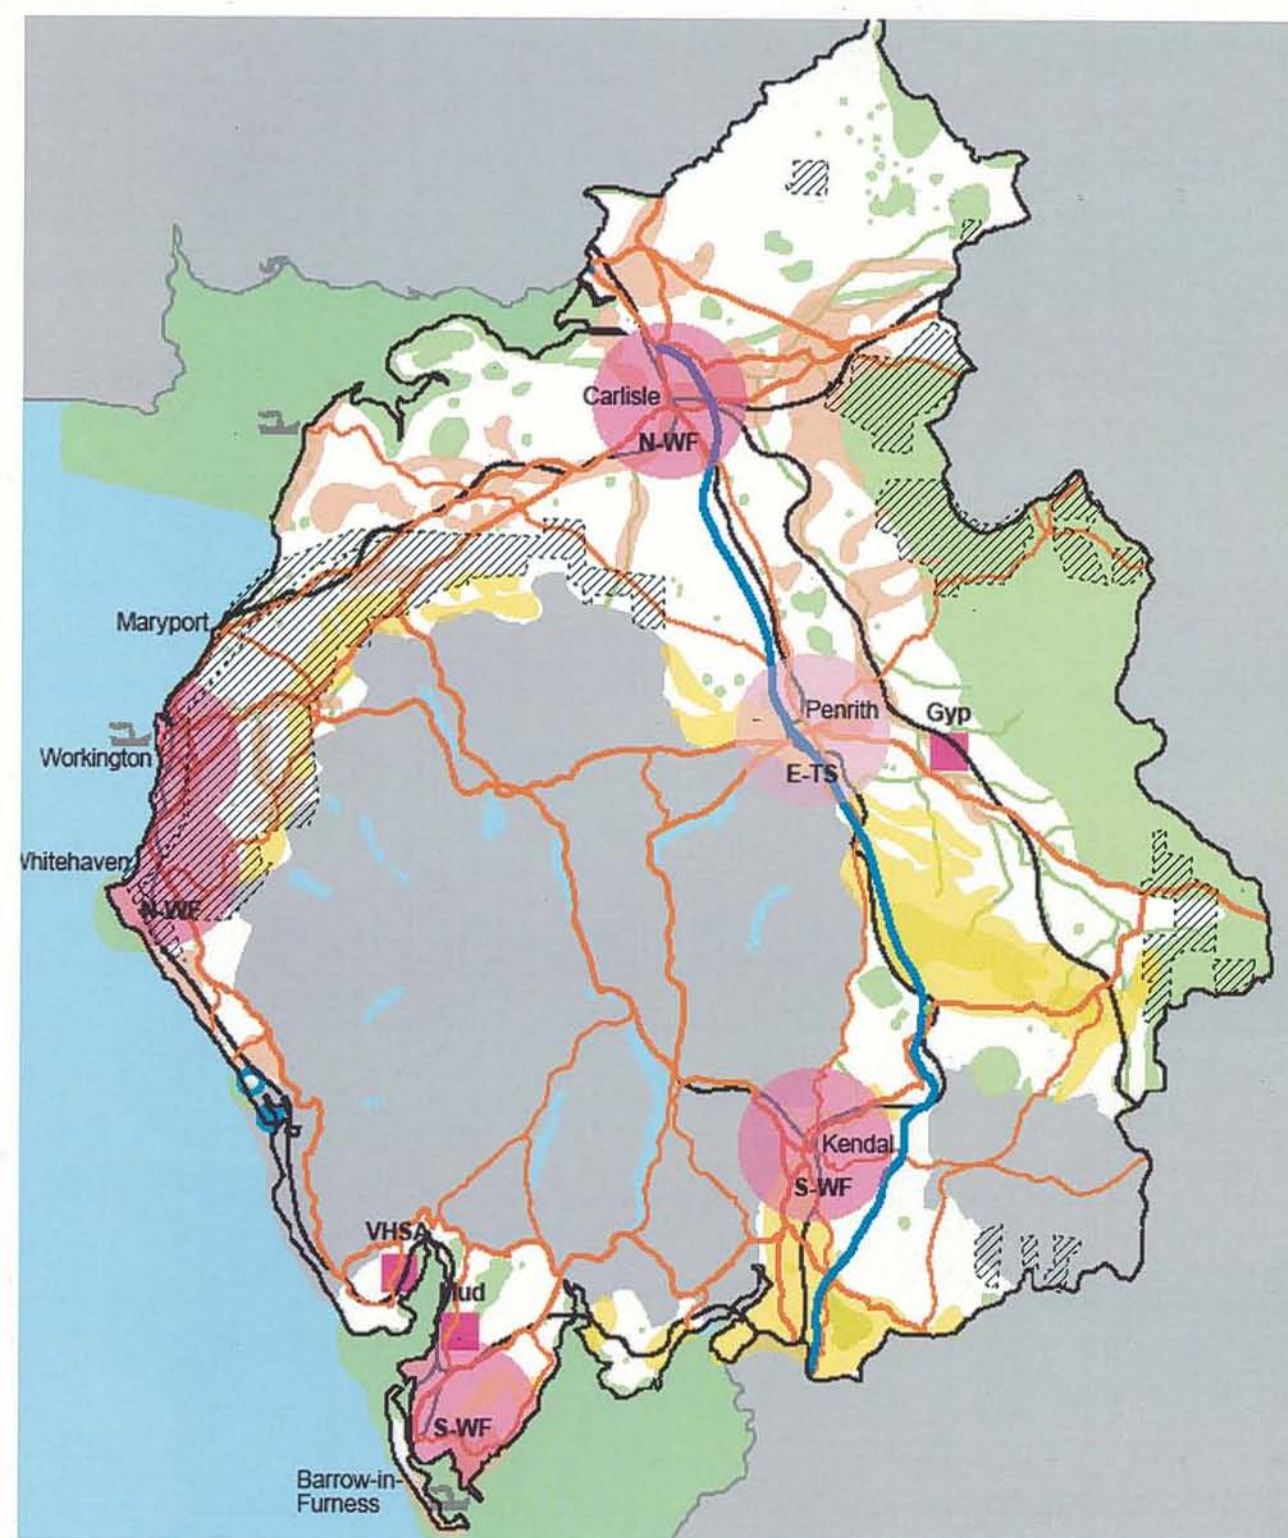 Carlisle
N-WF
Maryport
Penrith
Gyp
Workington
E-TS
Whitehaven
N-WF
Kendal
S-WF
VHSA
Mud
S-WF
Barrow-in-
Furness